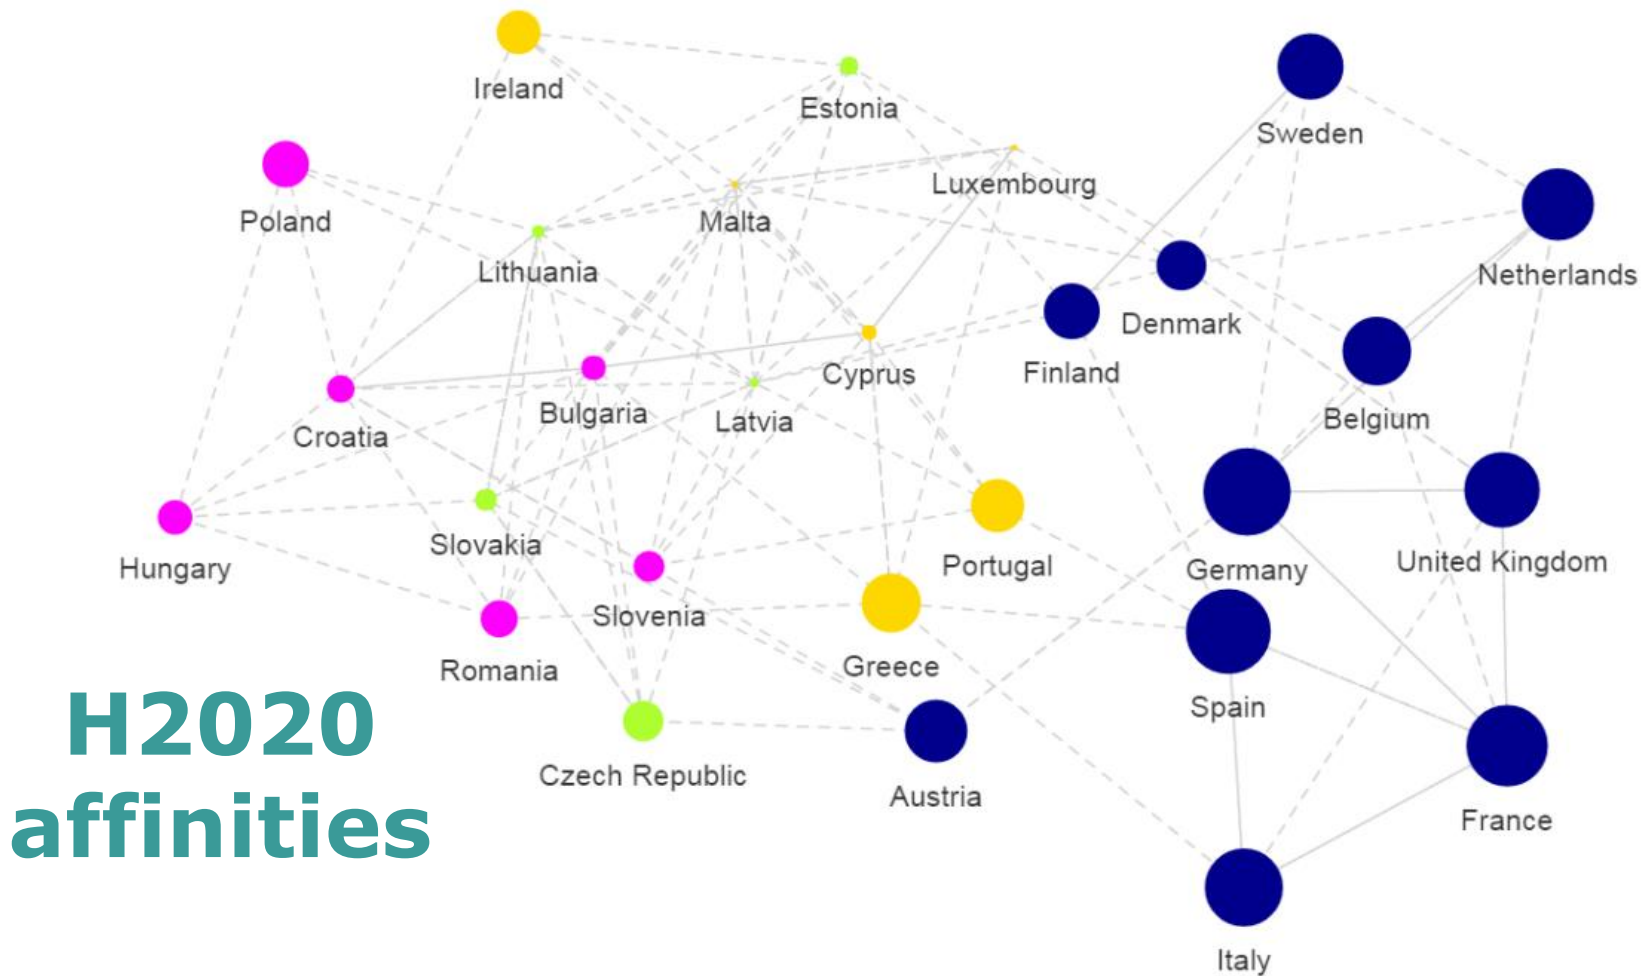 Ireland
Estonia
Sweden
Luxembourg
Poland
Malta
Lithuania
Netherlands
Denmark
Finland
Cyprus
Bulgaria
Latvia
Belgium
Croatia
Slovakia
Hungary
Portugal
Germany
United Kingdom
Slovenia
Romania
Greece
Spain
H2020
affinities
Czech Republic
Austria
France
Italy